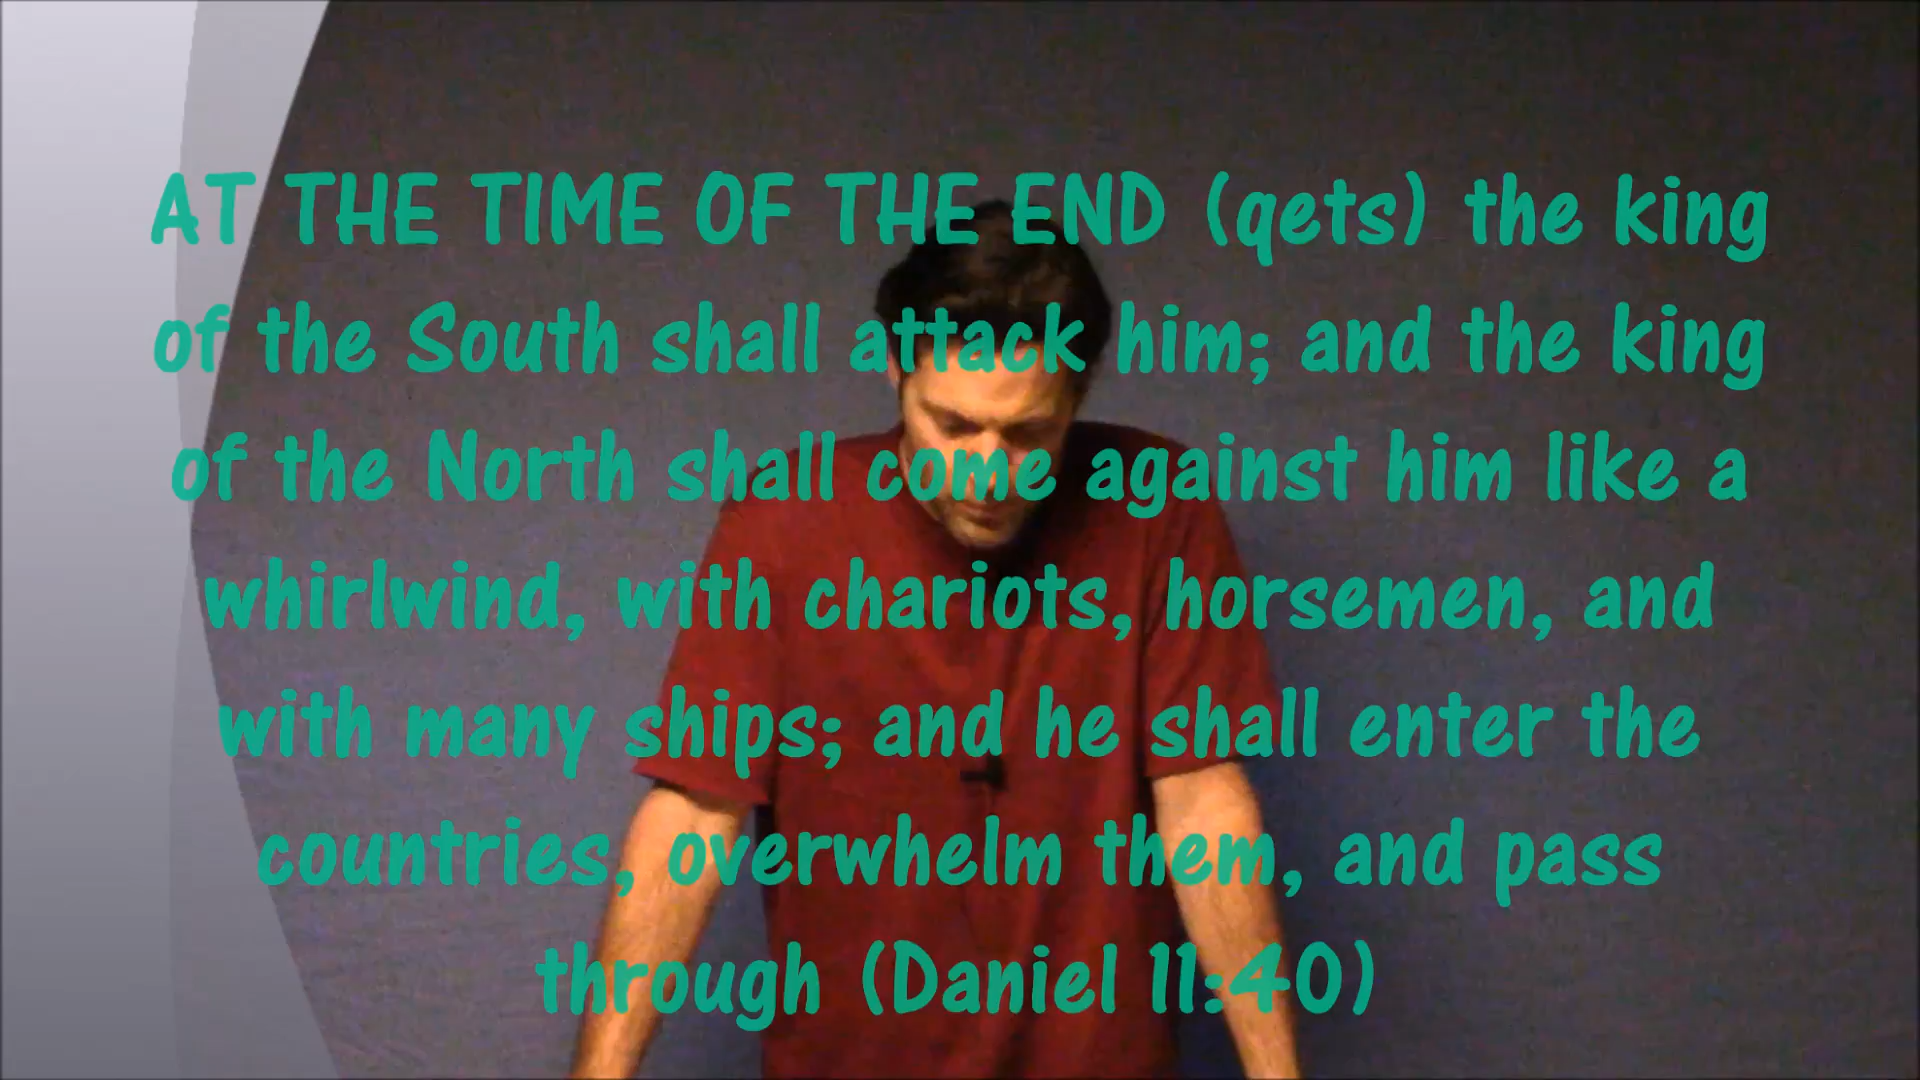 AT THE TIME OF THE END (qets) the king
of the South shall attack him; and the king
of the North shall come against him like a
whirlwind, with chariots, horsemen, and
with many ships; and he shall enter the
countries, overwhelm them, and pass
through (Daniel 11:40)